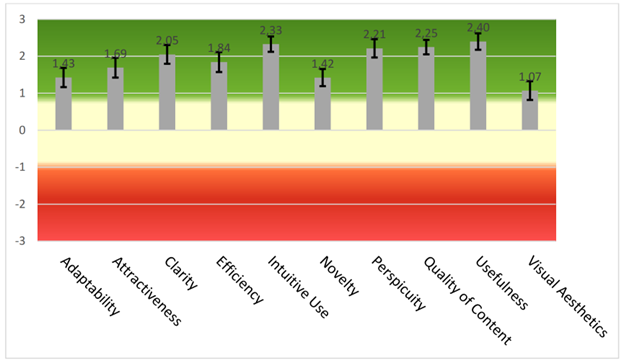 3
2
1
0
-1
-2
-3
1,43
1,69
2,05
1,84
2,33
1,42
2,21
2,25
2,40
1,07
Adaptability
Attractiveness
Clarity
Efficiency
Intuitive Use
Novelty
Perspicuity
Quality of Content
Usefulness
Visual Aesthetics